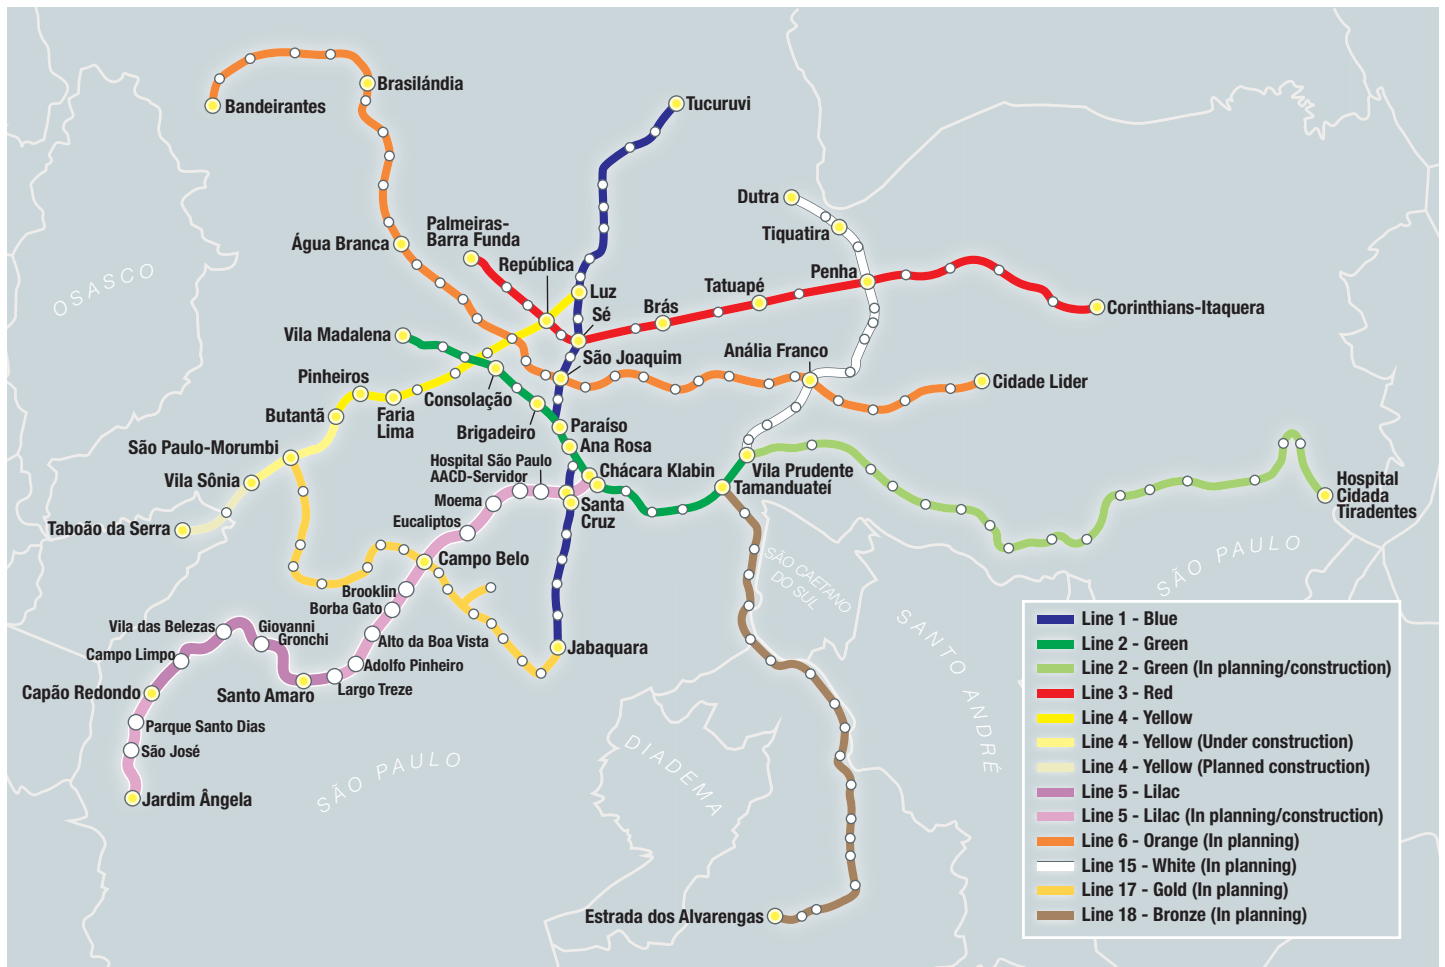 Bandeirantes
Brasilándia
Tucuruvi
OSASCO
Água Branca
Palmeiras-
Barra Funda
República
Luz
Sé
Brás
Tatuapé
Dutra
Tiquatira
Penha
Corinthians-Itaquera
Vila Madalena
São Joaquim
Anália Franco
Cidade Lider
Pinheiros
Butantã
Faria
Lima
Consolação
Brigadeiro
Paraíso
Ana Rosa
São Paulo-Morumbi
Vila Sônia
Taboão da Serra
Hospital São Paulo
AACD-Servidor
Moema
Eucaliptos
Chácara Klabin
Santa
Cruz
Vila Prudente
Tamanduateí
Hospital
Cidada
Tiradentes
Campo Belo
Brooklin
Borba Gato
Alto da Boa Vista
Adolfo Pinheiro
Largo Treze
Jabaquara
Vila das Belezas
Giovanni
Gronchi
Campo Limpo
Capão Redondo
Santo Amaro
Parque Santo Dias
São José
Jardim Ângela
SÃO PAULO
DIADEMA
SÃO CAETANO
DO SUL
SANTO ANDRÉ
SÃO PAULO
Estrada dos Alvarengas
Line 1 - Blue
Line 2 - Green
Line 2 - Green (In planning/construction)
Line 3 - Red
Line 4 - Yellow
Line 4 - Yellow (Under construction)
Line 4 - Yellow (Planned construction)
Line 5 - Lilac
Line 5 - Lilac (In planning/construction)
Line 6 - Orange (In planning)
Line 15 - White (In planning)
Line 17 - Gold (In planning)
Line 18 - Bronze (In planning)